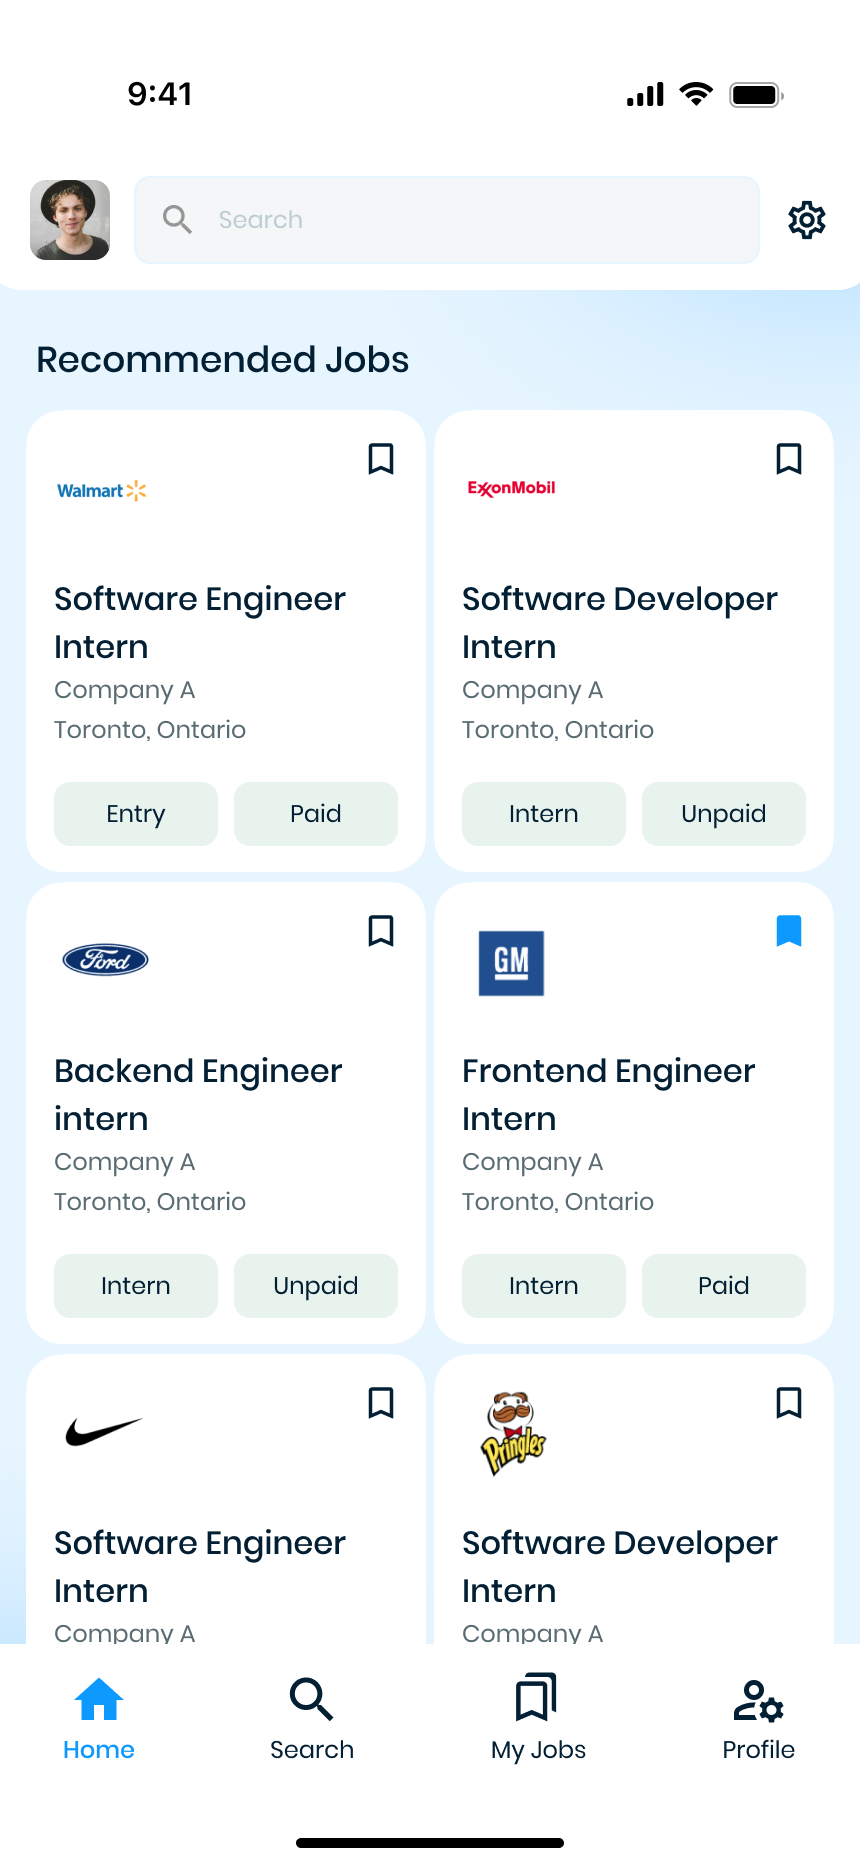 9:41
Search
Recommended Jobs
Walmart
ExxonMobil
Software Engineer
Intern
Company A
Toronto, Ontario
Entry
Paid
Software Developer
Intern
Company A
Toronto, Ontario
Intern
Unpaid
Ford
GM
Backend Engineer
intern
Company A
Toronto, Ontario
Intern
Unpaid
Frontend Engineer
Intern
Company A
Toronto, Ontario
Intern
Paid
Pringles
Software Engineer
Intern
Company A
Software Developer
Intern
Company A
Home
Search
My Jobs
Profile